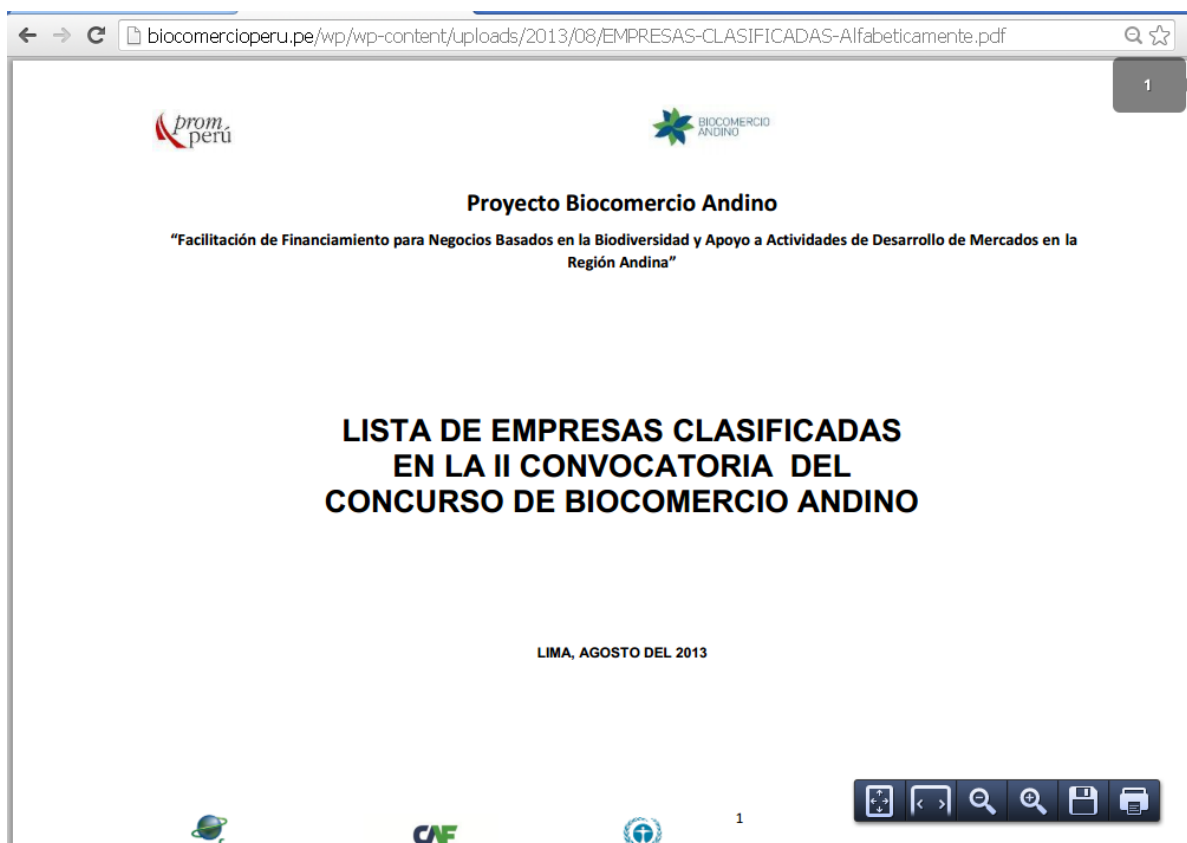 biocomercioperu.pe/wp/wp-content/uploads/2013/08/EMPRESAS-CLASIFICADAS-Alfabeticamente.pdf
1
prom
perú
BIOCOMERCIO
ANDINO
Proyecto Biocomercio Andino
“Facilitación de Financiamiento para Negocios Basados en la Biodiversidad y Apoyo a Actividades de Desarrollo de Mercados en la
Región Andina”
LISTA DE EMPRESAS CLASIFICADAS
EN LA II CONVOCATORIA DEL
CONCURSO DE BIOCOMERCIO ANDINO
LIMA, AGOSTO DEL 2013
1
CAF